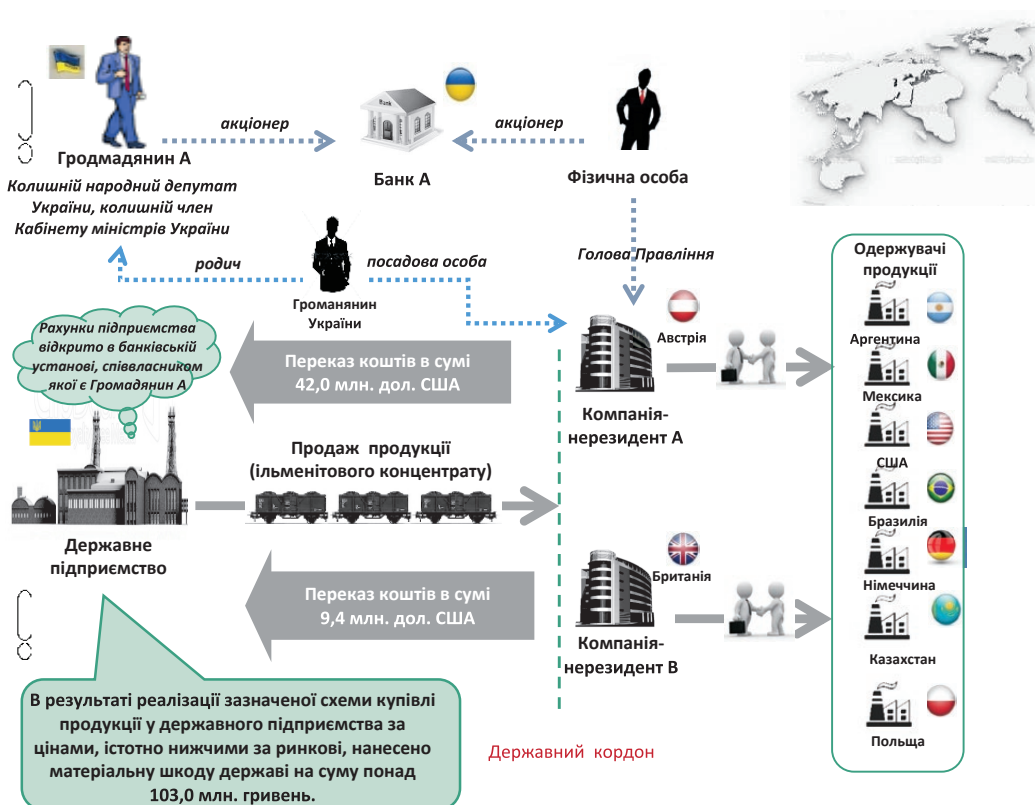 акціонер
акціонер
Bank
Гродмадянин А
Банк А
Фізична особа
Колишній народний депутат
України, колишній член
Кабінету міністрів України
родич
посадова особа
Голова Правління
Громанянин
України
Одержувачі
продукції
Рахунки підприємства
відкрито в банківській
установі, співвласником
якої є Громадянин А
Переказ коштів в сумі
42,0 млн. дол. США
Австрія
Компанія-
нерезидент А
Аргентина
Мексика
США
Бразилія
Німеччина
Казахстан
Польща
Продаж продукції
(ільменітового концентрату)
Державне
підприємство
Переказ коштів в сумі
9,4 млн. дол. США
Британія
Компанія-
нерезидент В
В результаті реалізації зазначеної схеми купівлі
продукції у державного підприємства за
цінами, істотно нижчими за ринкові, нанесено
матеріальну шкоду державі на суму понад
103,0 млн. гривень.
Державний кордон